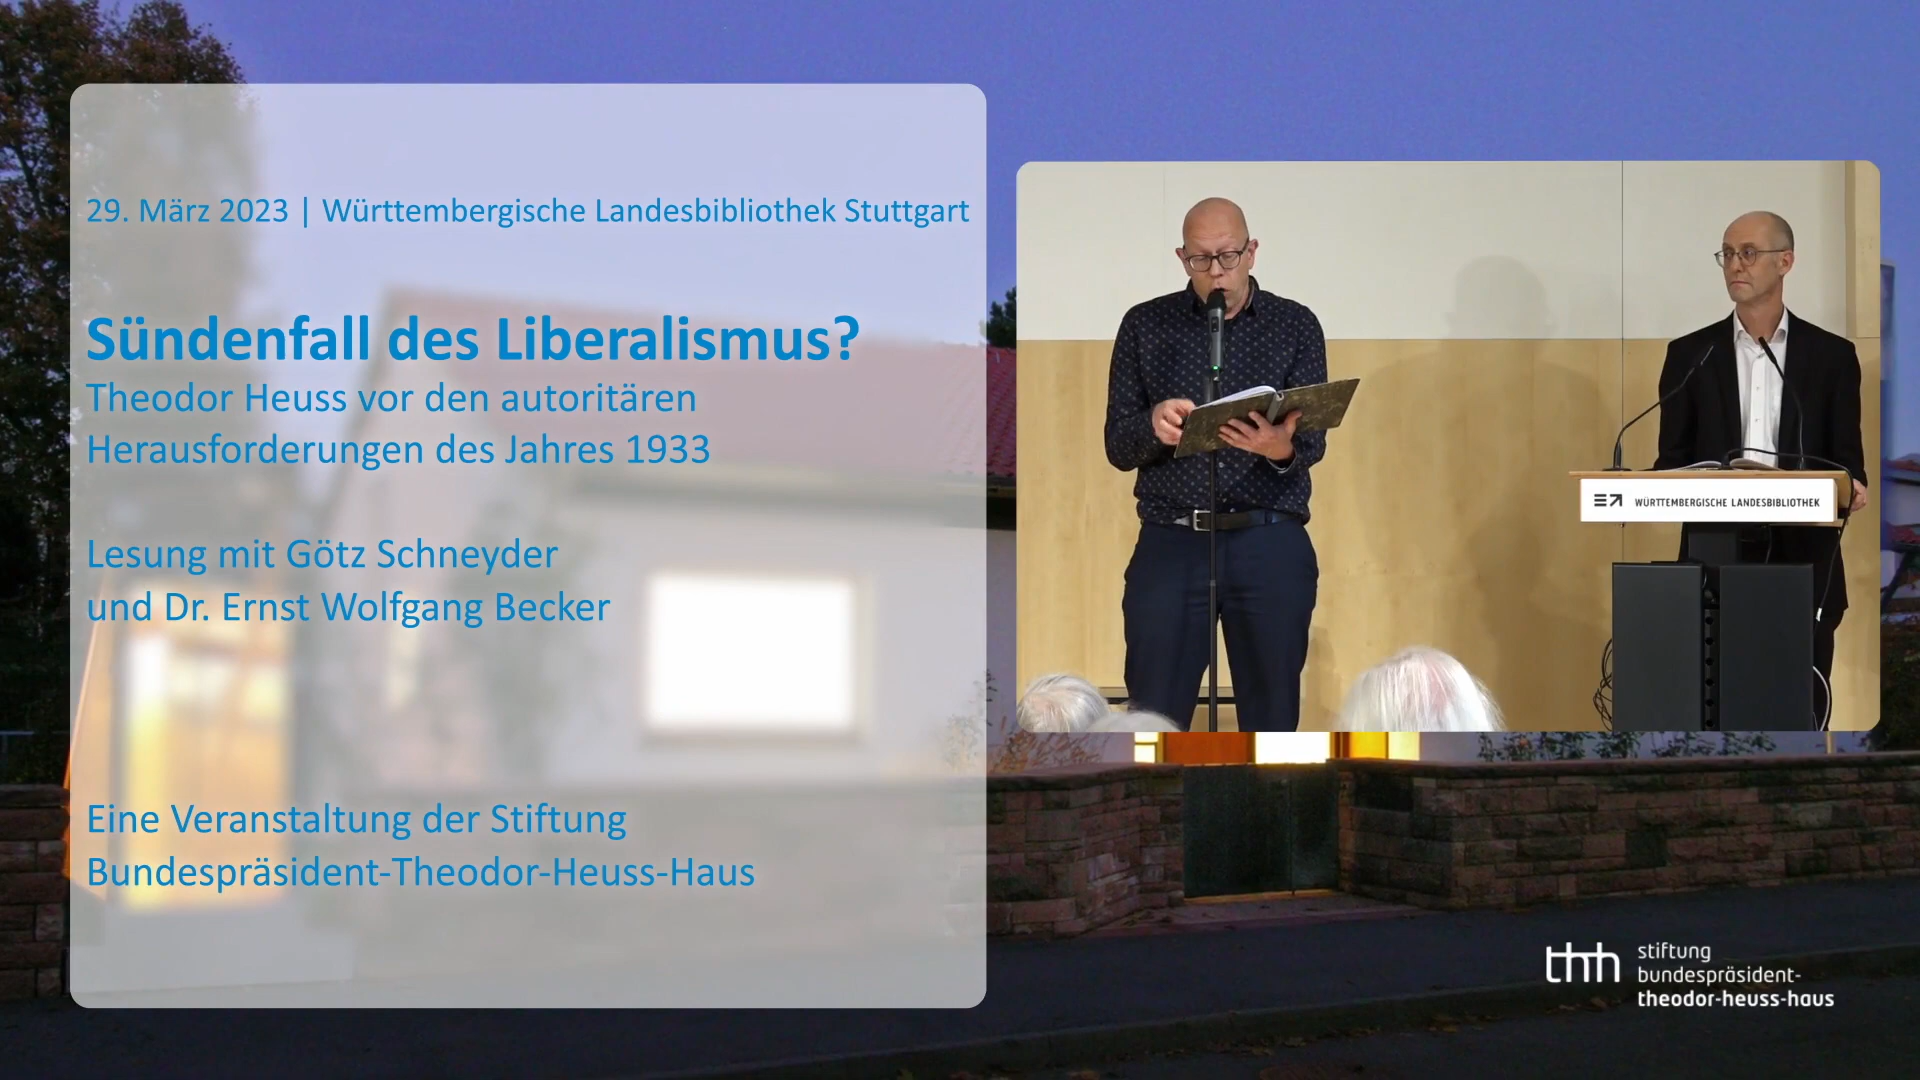 29. März 2023 | Württembergische Landesbibliothek Stuttgart
Sündenfall des Liberalismus?
Theodor Heuss vor den autoritären
Herausforderungen des Jahres 1933
Lesung mit Götz Schneyder
und Dr. Ernst Wolfgang Becker
Eine Veranstaltung der Stiftung
Bundespräsident-Theodor-Heuss-Haus
WÜRTTEMBERGISCHE LANDESBIBLIOTHEK
thh
stiftung
bundespräsident-
theodor-heuss-haus